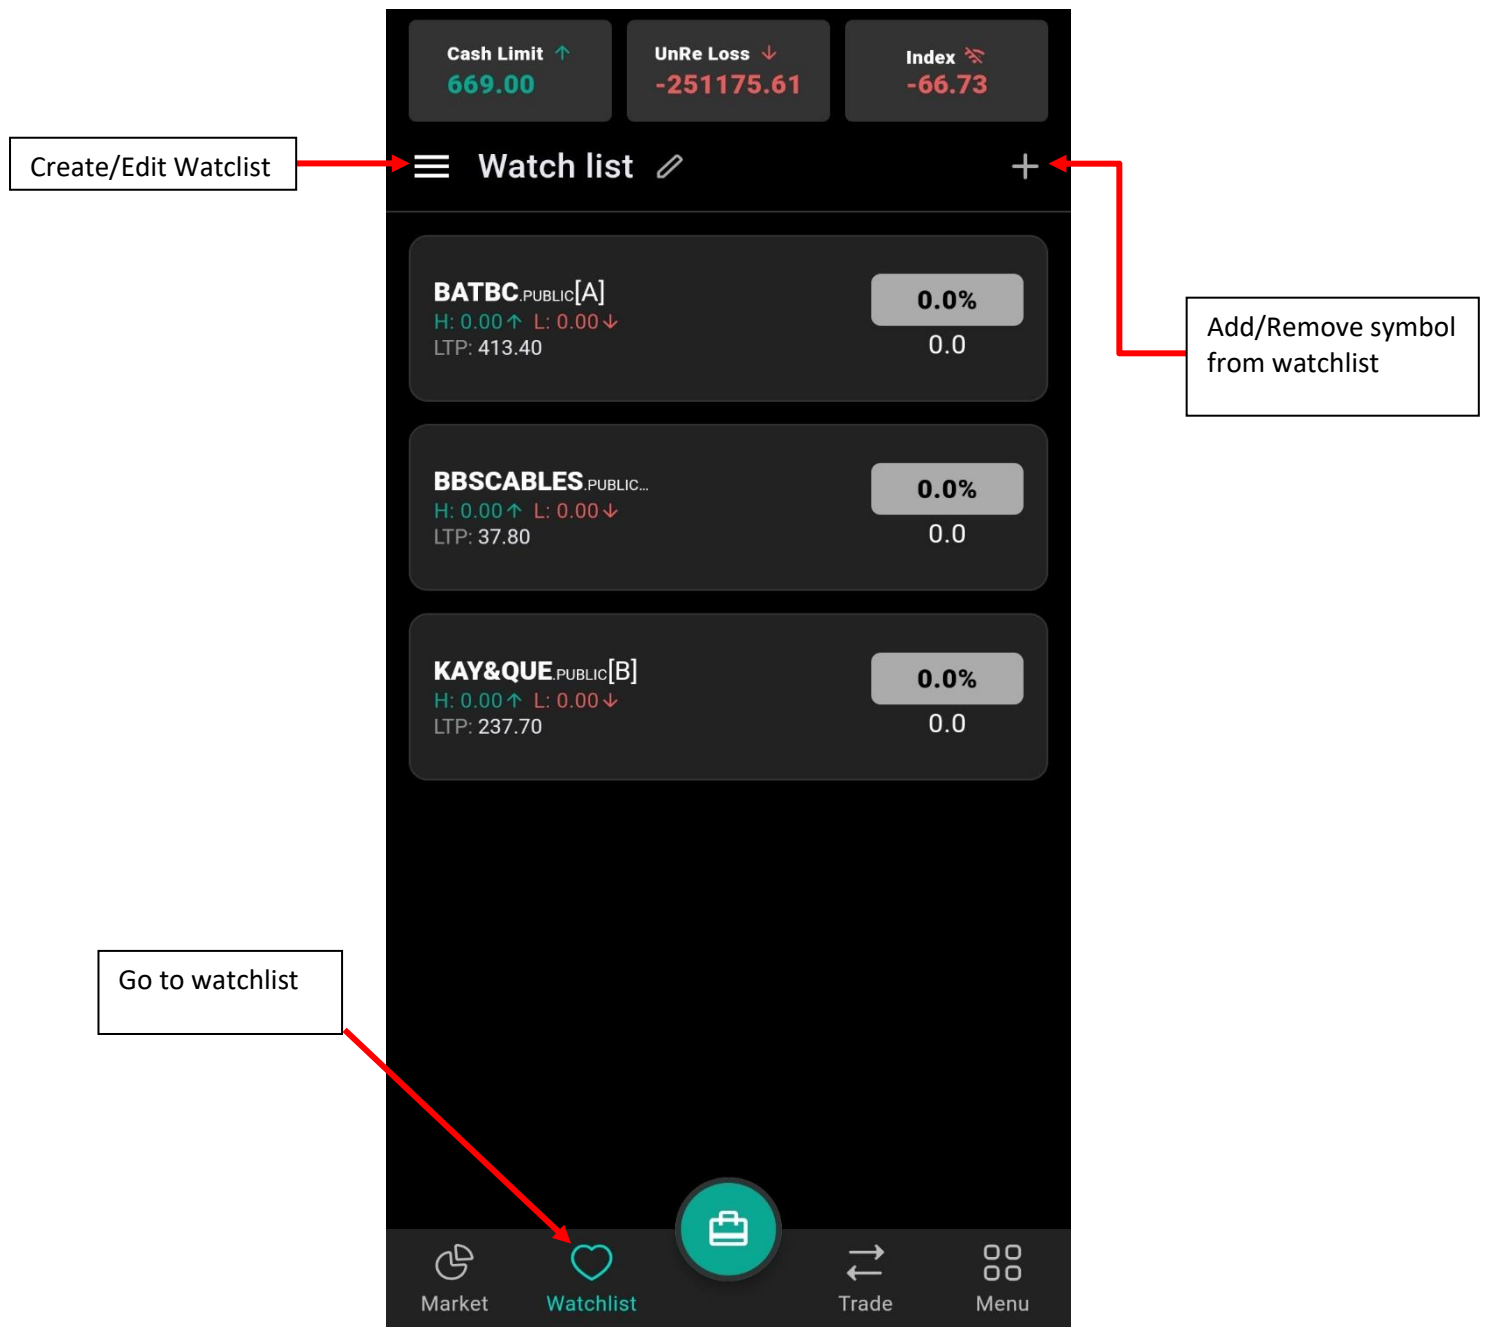 Cash Limit ↑
669.00
UnRe Loss ↓
-251175.61
Index
-66.73
Create/Edit Watclist
Watch list
BATBC.PUBLIC[A]
H: 0.00↑ L: 0.00↓
LTP: 413.40
0.0%
0.0
Add/Remove symbol
from watchlist
BBSCABLES.PUBLIC...
H: 0.00↑ L: 0.00↓
LTP: 37.80
0.0%
0.0
KAY&QUE.PUBLIC[B]
H: 0.00↑ L: 0.00↓
LTP: 237.70
0.0%
0.0
Go to watchlist
Market
Watchlist
Trade
Menu